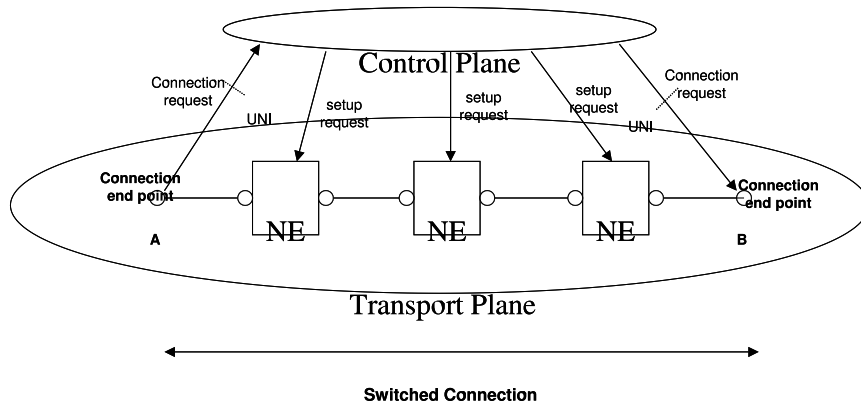 Control Plane
Connection
request
setup
request
setup
request
setup
request
Connection
request
UNI
UNI
Connection
end point
Connection
end point
NE
NE
NE
A
B
Transport Plane
Switched Connection